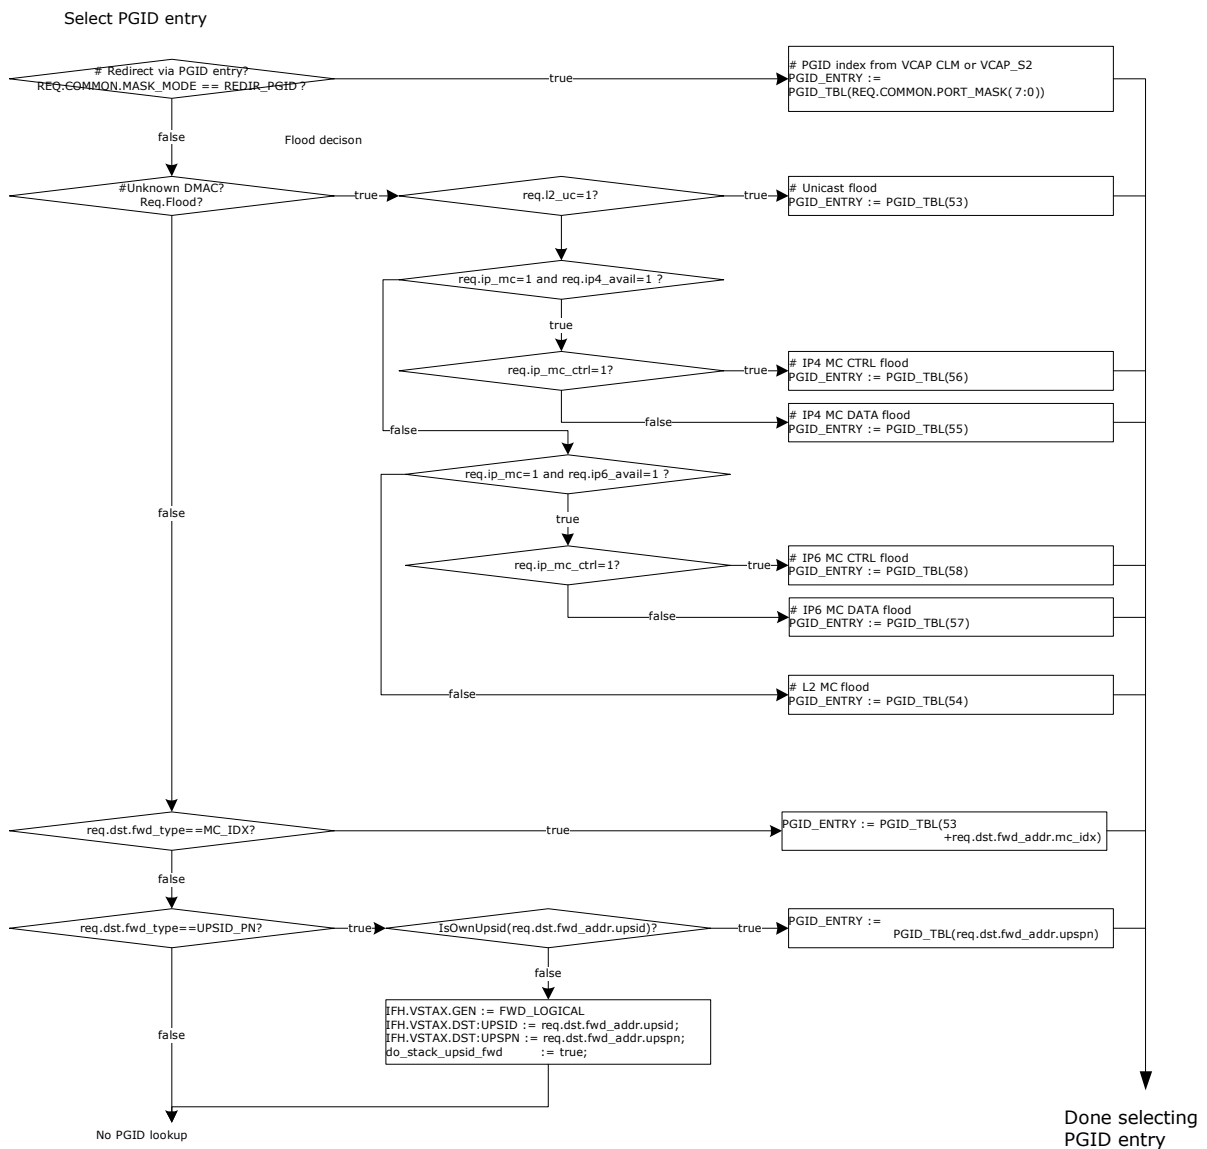 Select PGID entry
# Redirect via PGID entry?
REQ.COMMON.MASK_MODE == REDIR_PGID?
true
# PGID index from VCAP CLM or VCAP_S2
PGID_ENTRY :=
PGID_TBL(REQ.COMMON.PORT_MASK(7:0))
false
Flood decison
#Unknown DMAC?
Req.Flood?
true
req.l2_uc=1?
true
# Unicast flood
PGID_ENTRY := PGID_TBL(53)
req.ip_mc=1 and req.ip4_avail=1 ?
true
req.ip_mc_ctrl=1?
true
# IP4 MC CTRL flood
PGID_ENTRY := PGID_TBL(56)
false
# IP4 MC DATA flood
PGID_ENTRY := PGID_TBL(55)
false
req.ip_mc=1 and req.ip6_avail=1 ?
false
true
req.ip_mc_ctrl=1?
true
# IP6 MC CTRL flood
PGID_ENTRY := PGID_TBL(58)
false
# IP6 MC DATA flood
PGID_ENTRY := PGID_TBL(57)
false
# L2 MC flood
PGID_ENTRY := PGID_TBL(54)
req.dst.fwd_type==MC_IDX?
true
PGID_ENTRY := PGID_TBL(53
+req.dst.fwd_addr.mc_idx)
false
req.dst.fwd_type==UPSID_PN?
true
IsOwnUpsid(req.dst.fwd_addr.upsid)?
true
PGID_ENTRY :=
PGID_TBL(req.dst.fwd_addr.upspn)
false
IFH.VSTAX.GEN := FWD_LOGICAL
IFH.VSTAX.DST:UPSID := req.dst.fwd_addr.upsid;
IFH.VSTAX.DST:UPSPN := req.dst.fwd_addr.upspn;
do_stack_upsid_fwd := true;
false
No PGID lookup
Done selecting
PGID entry